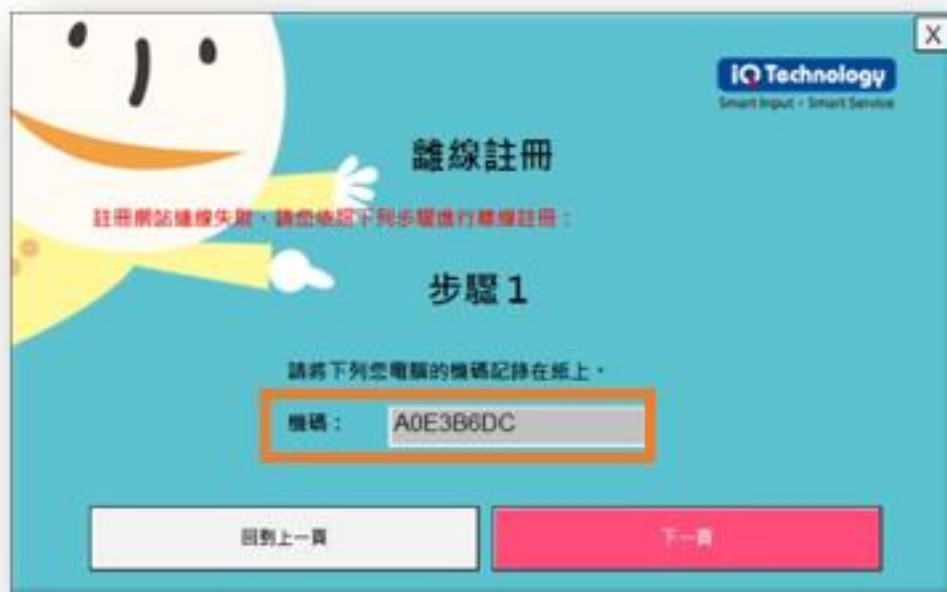 X
iQ Technology
Smart Input・Smart Service
離線註冊
註冊網站連線失敗，請您依照下列步驟進行離線註冊：
步驟 1
請將下列您電腦的機碼記錄在紙上。
機碼： A0E3B6DC
回到上一頁 下一頁